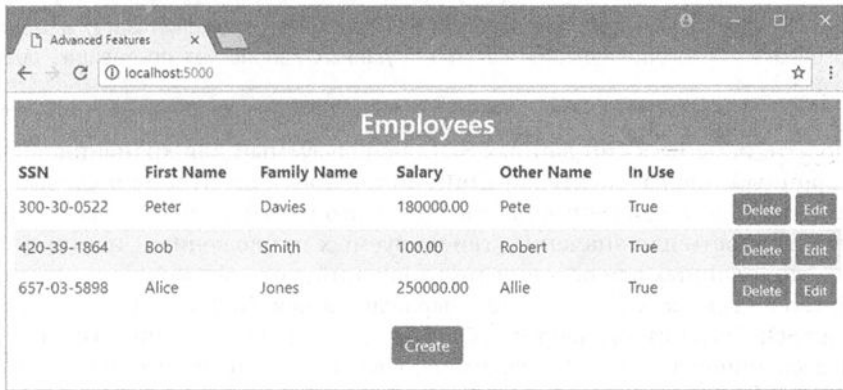 Advanced Features
localhost:5000
Employees
SSN First Name Family Name Salary Other Name In Use
300-30-0522 Peter Davies 180000.00 Pete True Delete Edit
420-39-1864 Bob Smith 100.00 Robert True Delete Edit
657-03-5898 Alice Jones 250000.00 Allie True Delete Edit
Create